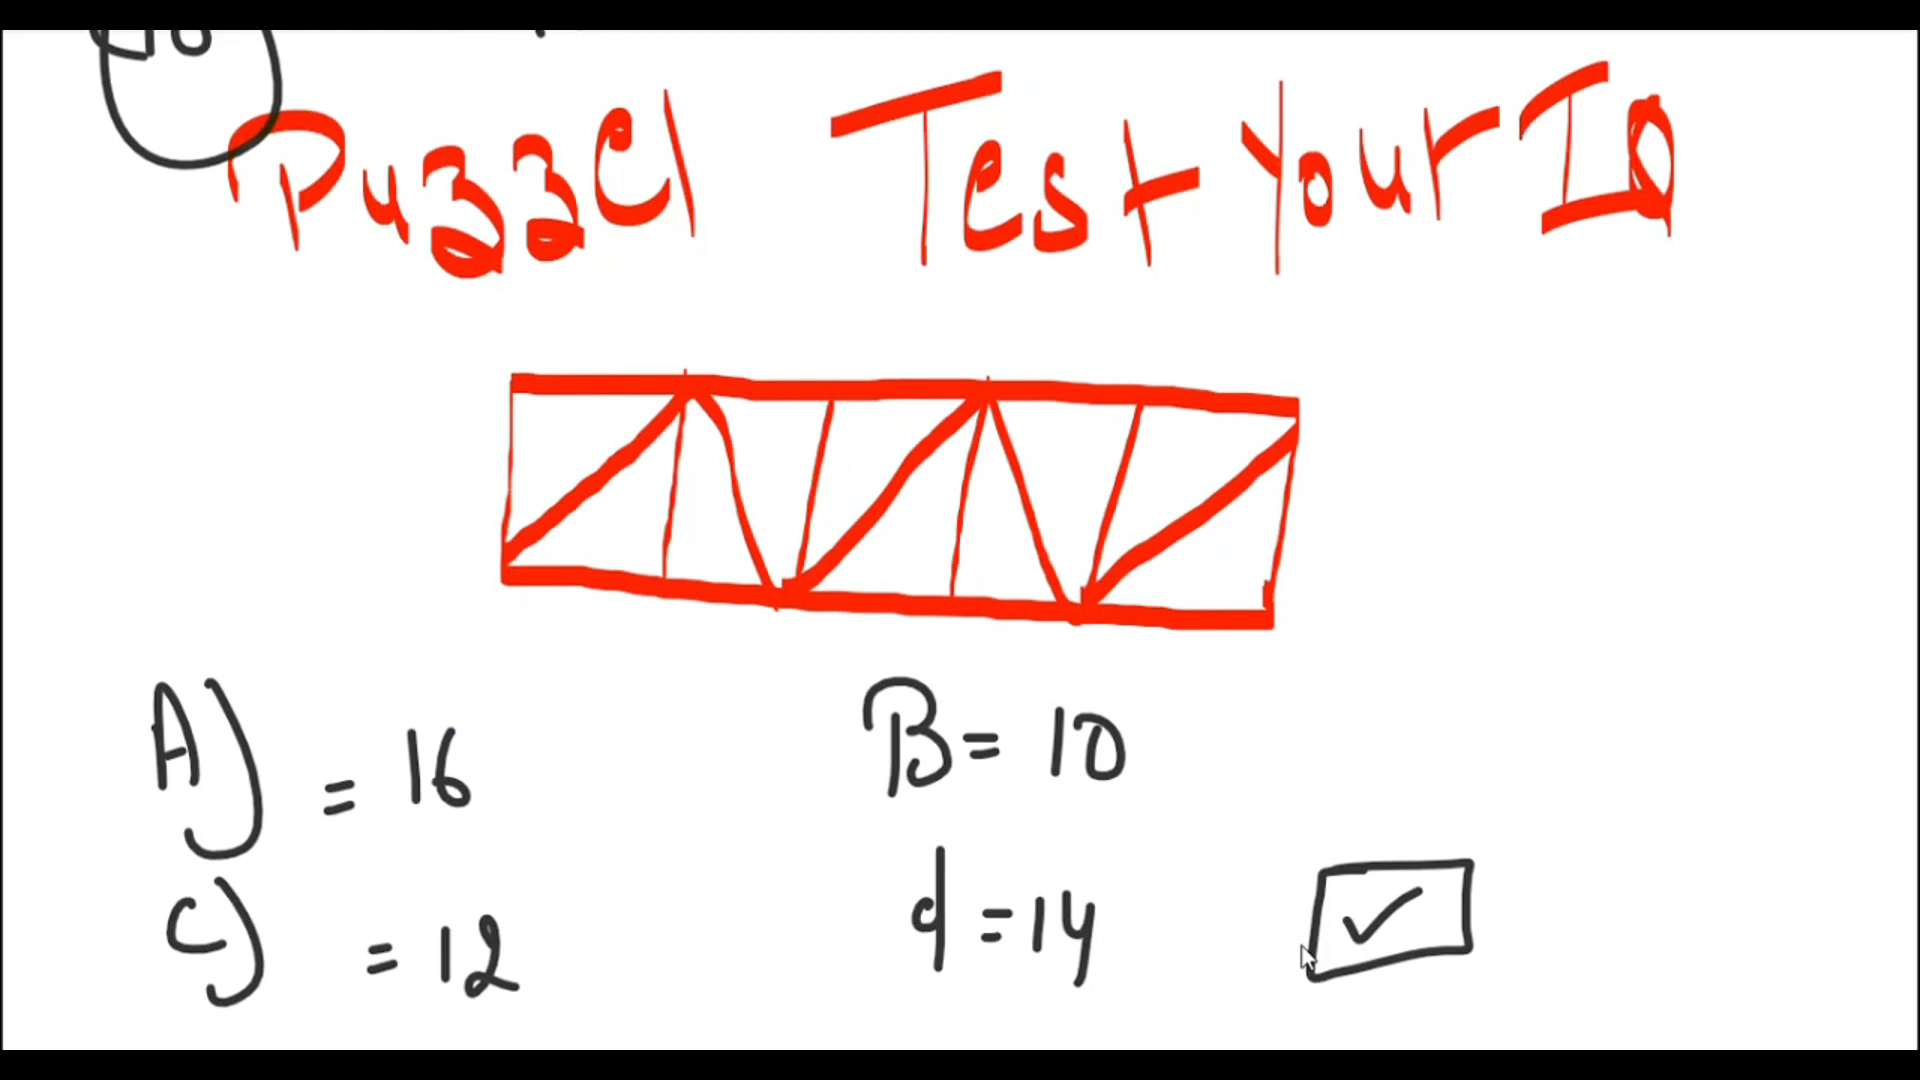 Puzzel Test Your IQ
A) = 16 B = 10
C) = 12 d = 14